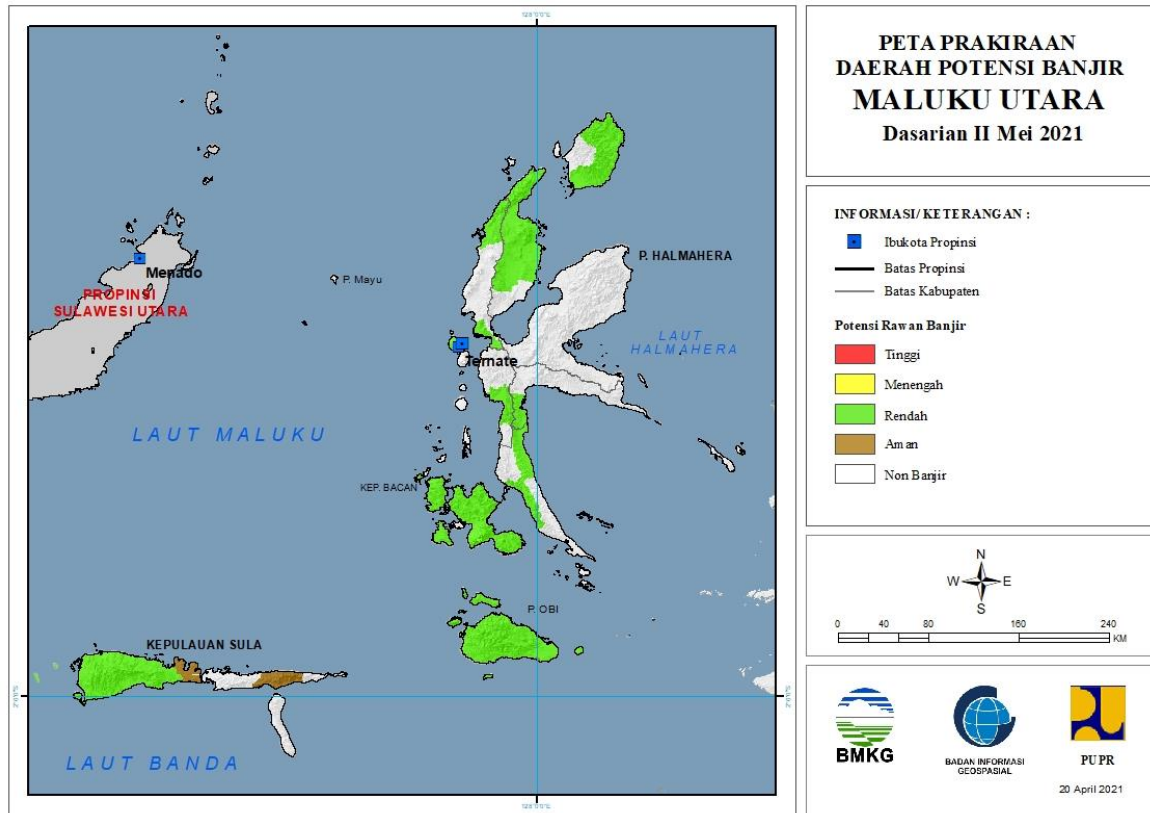 PETA PRAKIRAAN
DAERAH POTENSI BANJIR
MALUKU UTARA
Dasarian II Mei 2021
INFORMASI/ KETERANGAN :
Ibukota Propinsi
Batas Propinsi
Batas Kabupaten
Potensi Rawan Banjir
Tinggi
Menengah
Rendah
Aman
Non Banjir
N
W E
S
0 40 80 160 240
KM
BMKG
BADAN INFORMASI
GEOSPASIAL
PUPR
20 April 2021
P. HALMAHERA
Menado
P. Mayu
PROPINSI
SULAWESI UTARA
LAUT
HALMAHERA
Ternate
LAUT MALUKU
KEP. BACAN
P. OBI
KEPULAUAN SULA
LAUT BANDA